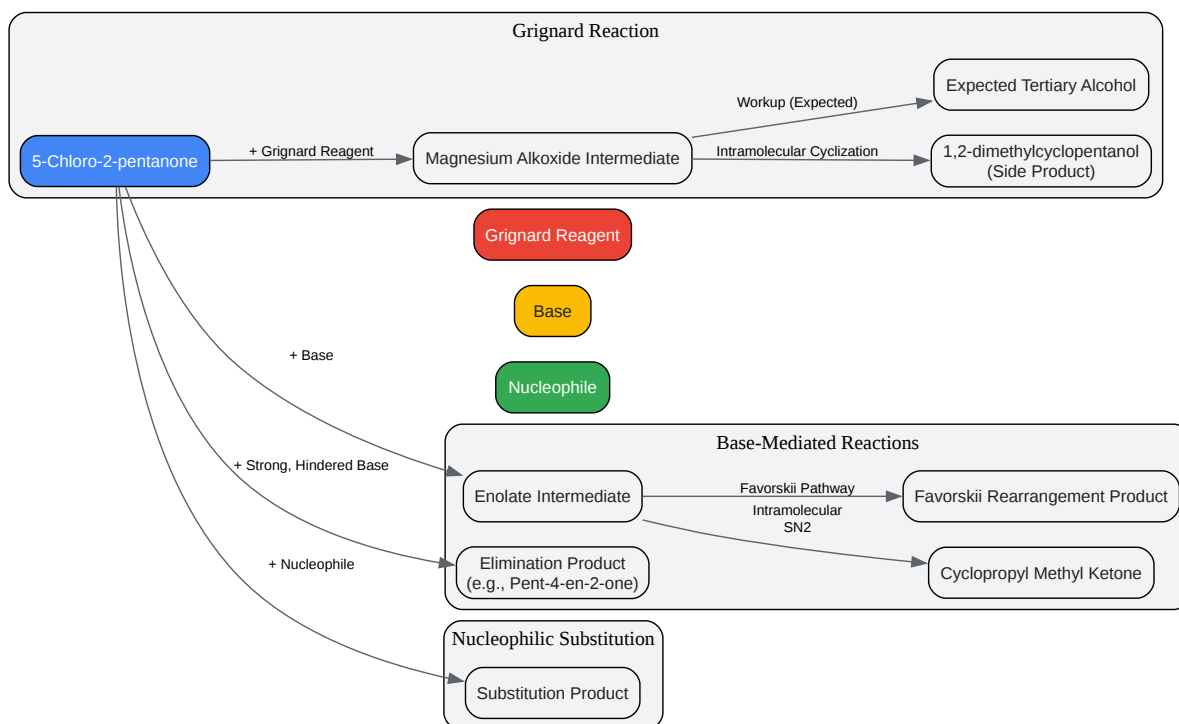 Grignard Reaction
5-Chloro-2-pentanone
+ Grignard Reagent
Magnesium Alkoxide Intermediate
Workup (Expected)
Expected Tertiary Alcohol
Intramolecular Cyclization
1,2-dimethylcyclopentanol
(Side Product)
Grignard Reagent
Base
Nucleophile
+ Base
+ Strong, Hindered Base
+ Nucleophile
Base-Mediated Reactions
Enolate Intermediate
Favorskii Pathway
Favorskii Rearrangement Product
Intramolecular
SN2
Cyclopropyl Methyl Ketone
Elimination Product
(e.g., Pent-4-en-2-one)
Nucleophilic Substitution
Substitution Product